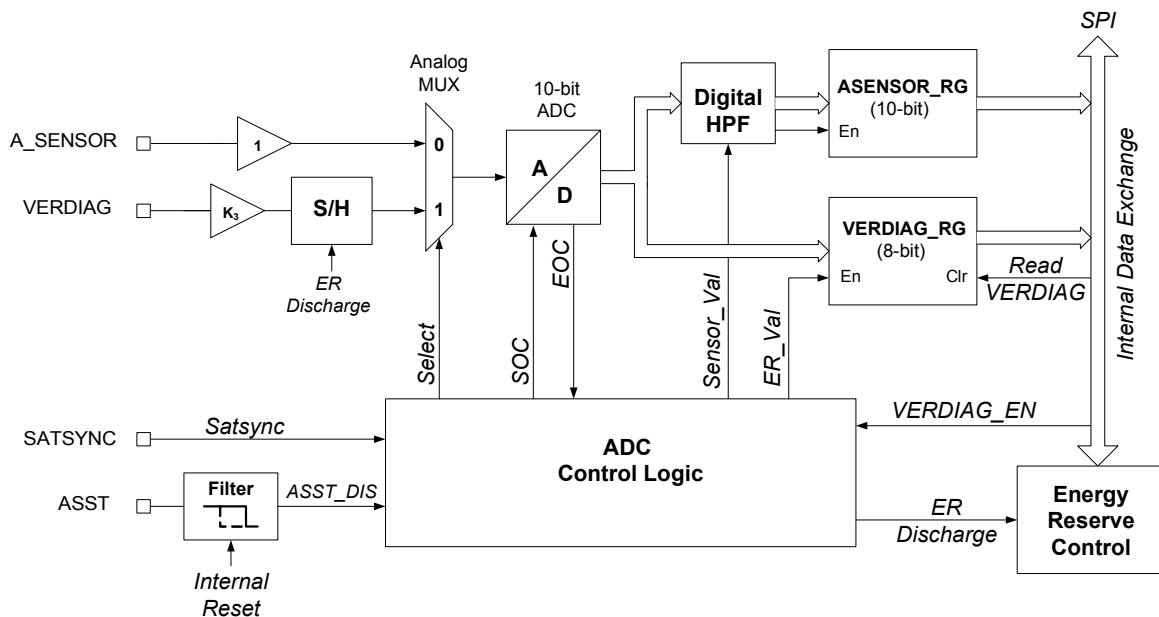 SPI
Analog
MUX
10-bit
ADC
A_SENSOR
1
0
A
D
Digital
HPF
ASENSOR_RG
(10-bit)
En
VERDIAG
K₃
S/H
1
ER
Discharge
VERDIAG_RG
(8-bit)
En
Clr
Read
VERDIAG
Internal Data Exchange
Select
SOC
EOC
Sensor_Val
ER_Val
SATSYNC
Satsync
VERDIAG_EN
ADC
Control Logic
ASST
Filter
ASST_DIS
Internal
Reset
ER
Discharge
Energy
Reserve
Control